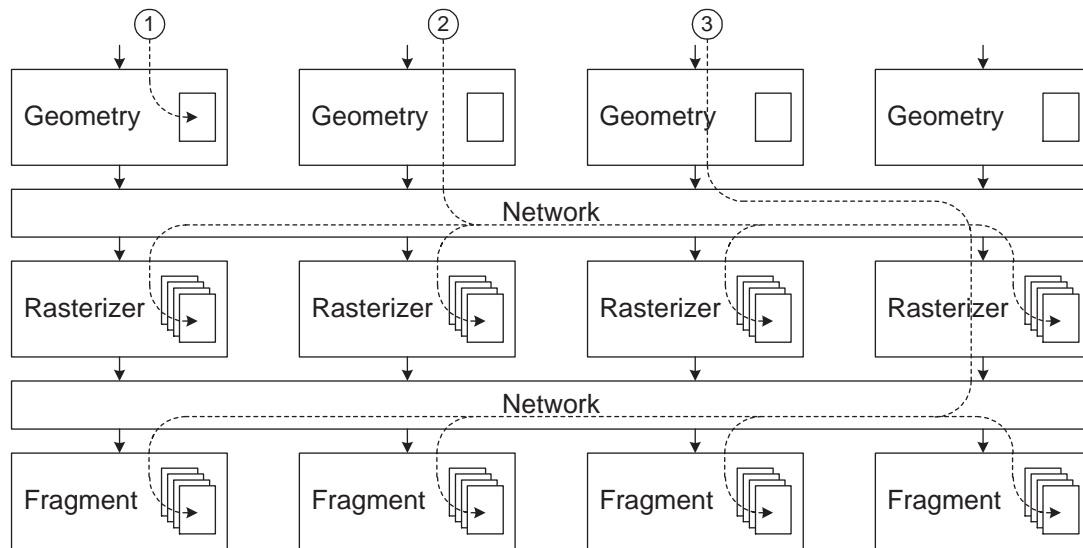 1 2 3
Geometry Geometry Geometry Geometry
Network
Rasterizer Rasterizer Rasterizer Rasterizer
Network
Fragment Fragment Fragment Fragment